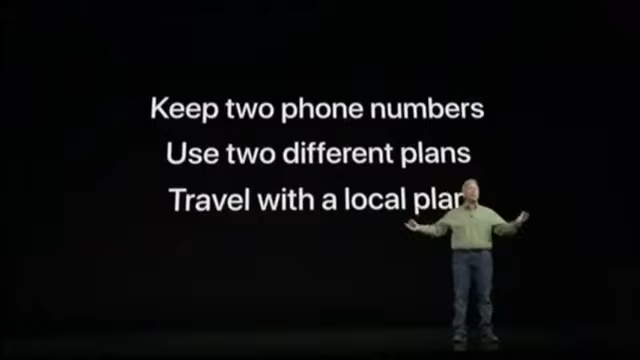 Keep two phone numbers
Use two different plans
Travel with a local plan